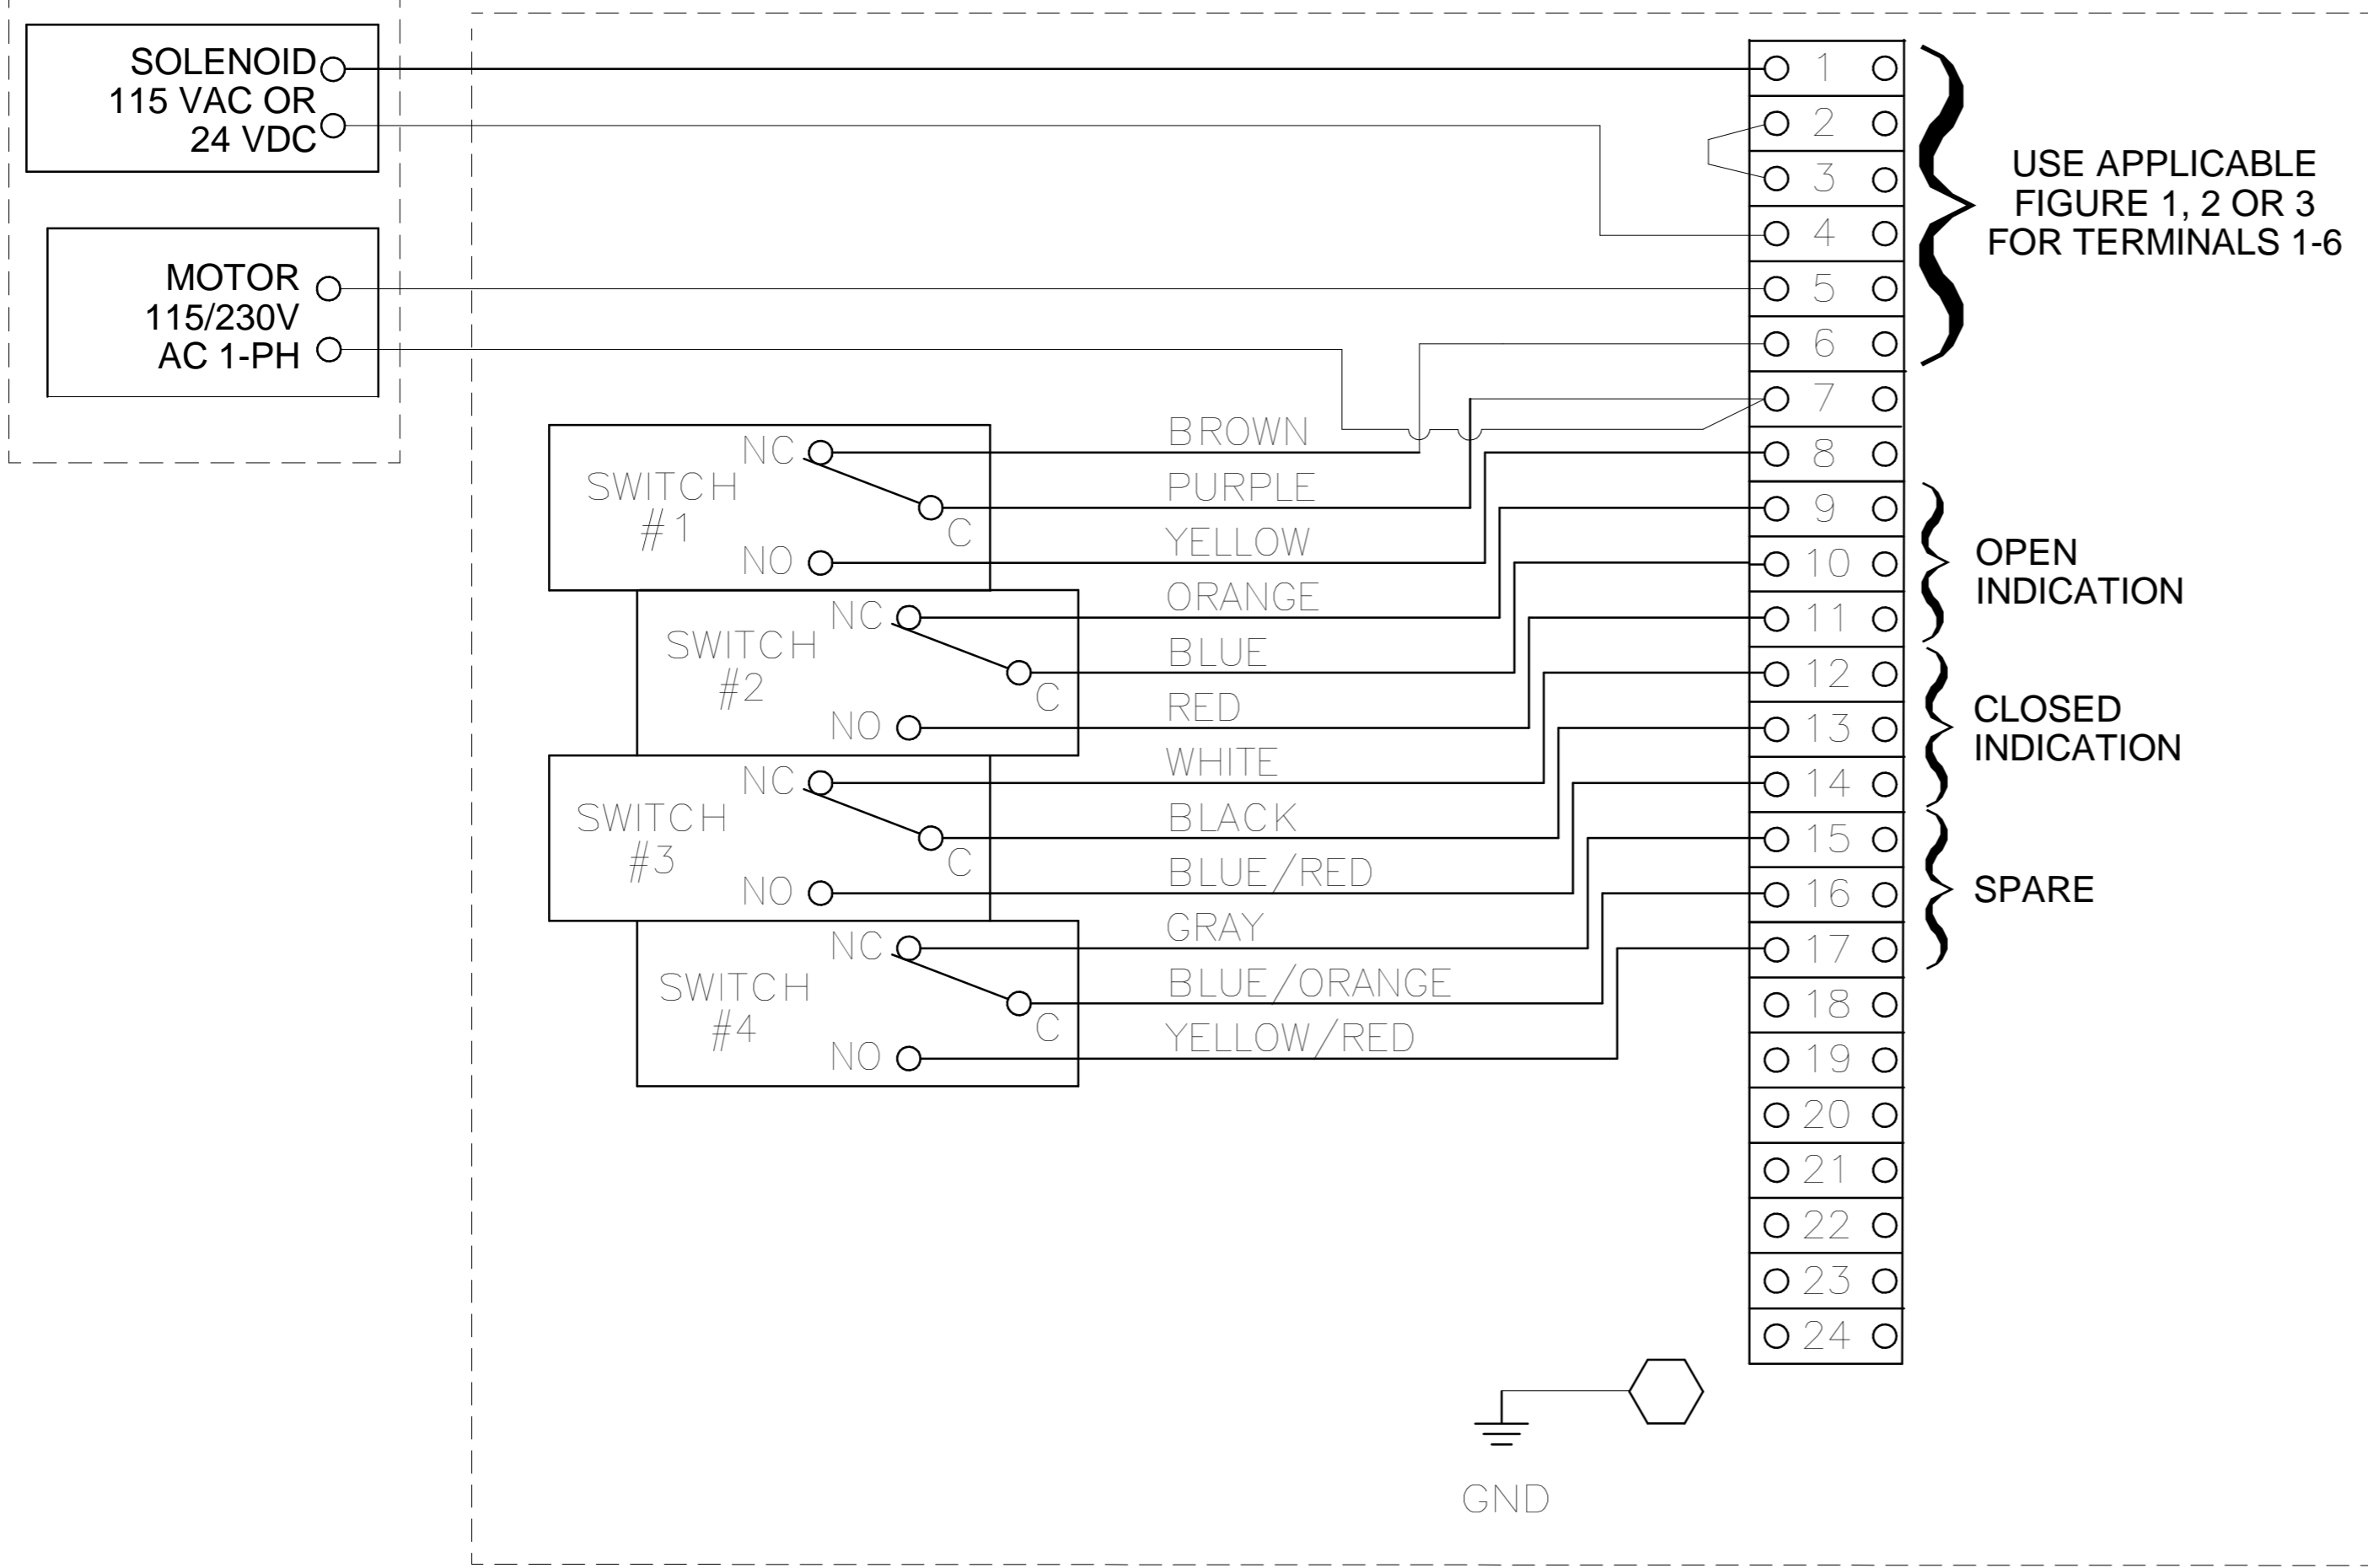 SOLENOID
115 VAC OR
24 VDC
MOTOR
115/230V
AC 1-PH
NC
SWITCH
#1
C
NO
NC
SWITCH
#2
C
NO
NC
SWITCH
#3
C
NO
NC
SWITCH
#4
C
NO
BROWN
PURPLE
YELLOW
ORANGE
BLUE
RED
WHITE
BLACK
BLUE/RED
GRAY
BLUE/ORANGE
YELLOW/RED
1
2
3
4
5
6
7
8
9
10
11
12
13
14
15
16
17
18
19
20
21
22
23
24
USE APPLICABLE
FIGURE 1, 2 OR 3
FOR TERMINALS 1-6
OPEN
INDICATION
CLOSED
INDICATION
SPARE
GND